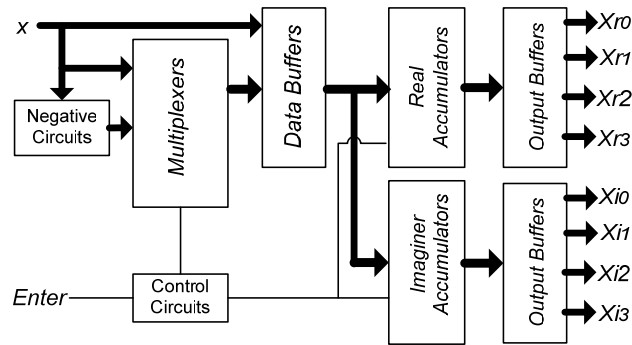 x
Negative
Circuits
Multiplexers
Data Buffers
Real
Accumulators
Output Buffers
Xr0
Xr1
Xr2
Xr3
Imaginer
Accumulators
Output Buffers
Xi0
Xi1
Xi2
Xi3
Enter
Control
Circuits